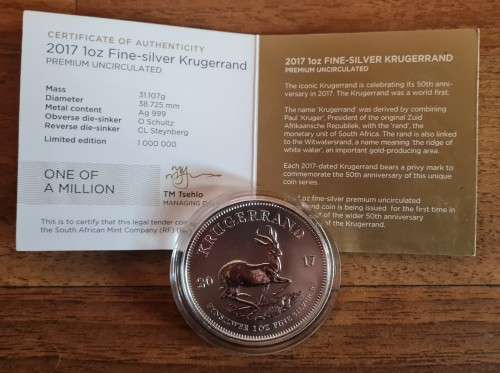 CERTIFICATE OF AUTHENTICITY
2017 1oz Fine-silver Krugerrand
PREMIUM UNCIRCULATED
Mass 31.107g
Diameter 38.725 mm
Metal content Ag 999
Obverse die-sinker O Schultz
Reverse die-sinker CL Steynberg
Limited edition 1 000 000
ONE OF
A MILLION
TM Tsehlo
MANAGING
This is to certify that this legal tender
the South African Mint Company (RF)
2017 1oz FINE-SILVER KRUGERRAND
PREMIUM UNCIRCULATED
The iconic Krugerrand is celebrating its 50th anni-
versary in 2017. The Krugerrand was a world first.
The name 'Krugerrand' was derived by combining
Paul 'Kruger', President of the original Zuid
Afrikaansche Republiek, with the 'rand', the
monetary unit of South Africa. The rand is also linked
to the Witwatersrand, a name meaning 'the ridge of
white water', an important gold-producing area.
Each 2017-dated Krugerrand bears a privy mark to
commemorate the 50th anniversary of this unique
coin series.
oz fine silver premium uncirculated
coin is being issued for the first time in
of the wider 50th anniversary
of the Krugerrand.
KRUGERRAND
20 17
FYNSILWER 1 OZ FINE SILVER